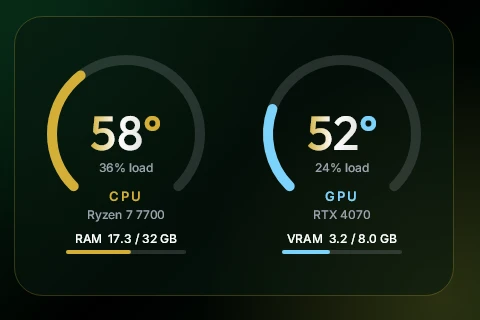 58°
36% load
CPU
Ryzen 7 7700
RAM 17.3 / 32 GB
52°
24% load
GPU
RTX 4070
VRAM 3.2 / 8.0 GB